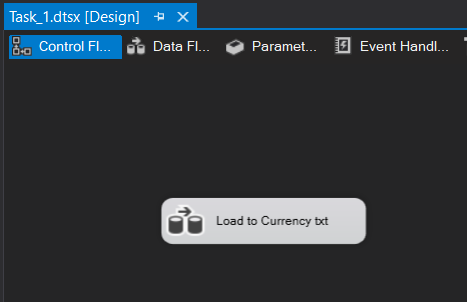 Task_1.dtsx [Design]
Control Fl... Data Fl... Paramet... Event Handl...
Load to Currency txt